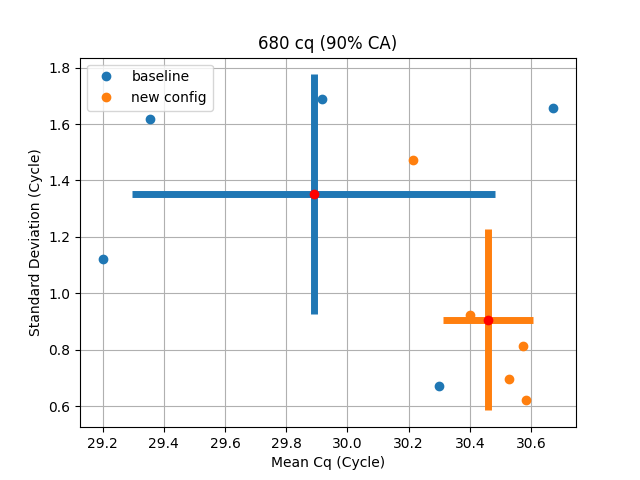 680 cq (90% CA)
baseline
new config
Standard Deviation (Cycle)
1.8
1.6
1.4
1.2
1.0
0.8
0.6
29.2 29.4 29.6 29.8 30.0 30.2 30.4 30.6
Mean Cq (Cycle)